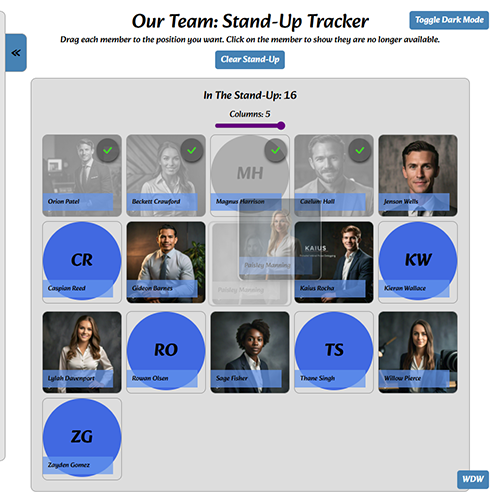 Our Team: Stand-Up Tracker
Toggle Dark Mode
Drag each member to the position you want. Click on the member to show they are no longer available.
«
Clear Stand-Up
In The Stand-Up: 16
Columns: 5
Orion Patel
Beckett Crawford
MH
Magnus Harrison
Caelum Hall
Jenson Wells
CR
Caspian Reed
Gideon Barnes
Paisley Manning
Paisley Manning
KAIUS
Kaius Rocha
KW
Kieran Wallace
Lylah Davenport
RO
Rowan Olson
Sage Fisher
TS
Thane Singh
Willow Pierce
ZG
Zayden Gomez
WDW